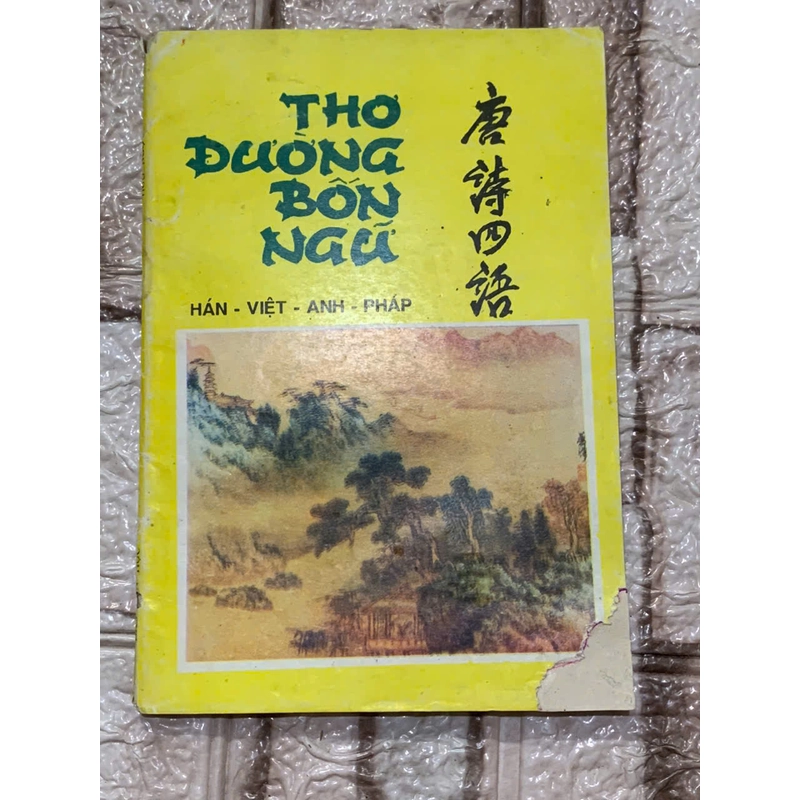 THƠ
ĐƯỜNG
BỐN
NGỮ
唐詩四語
HÁN - VIỆT - ANH - PHÁP